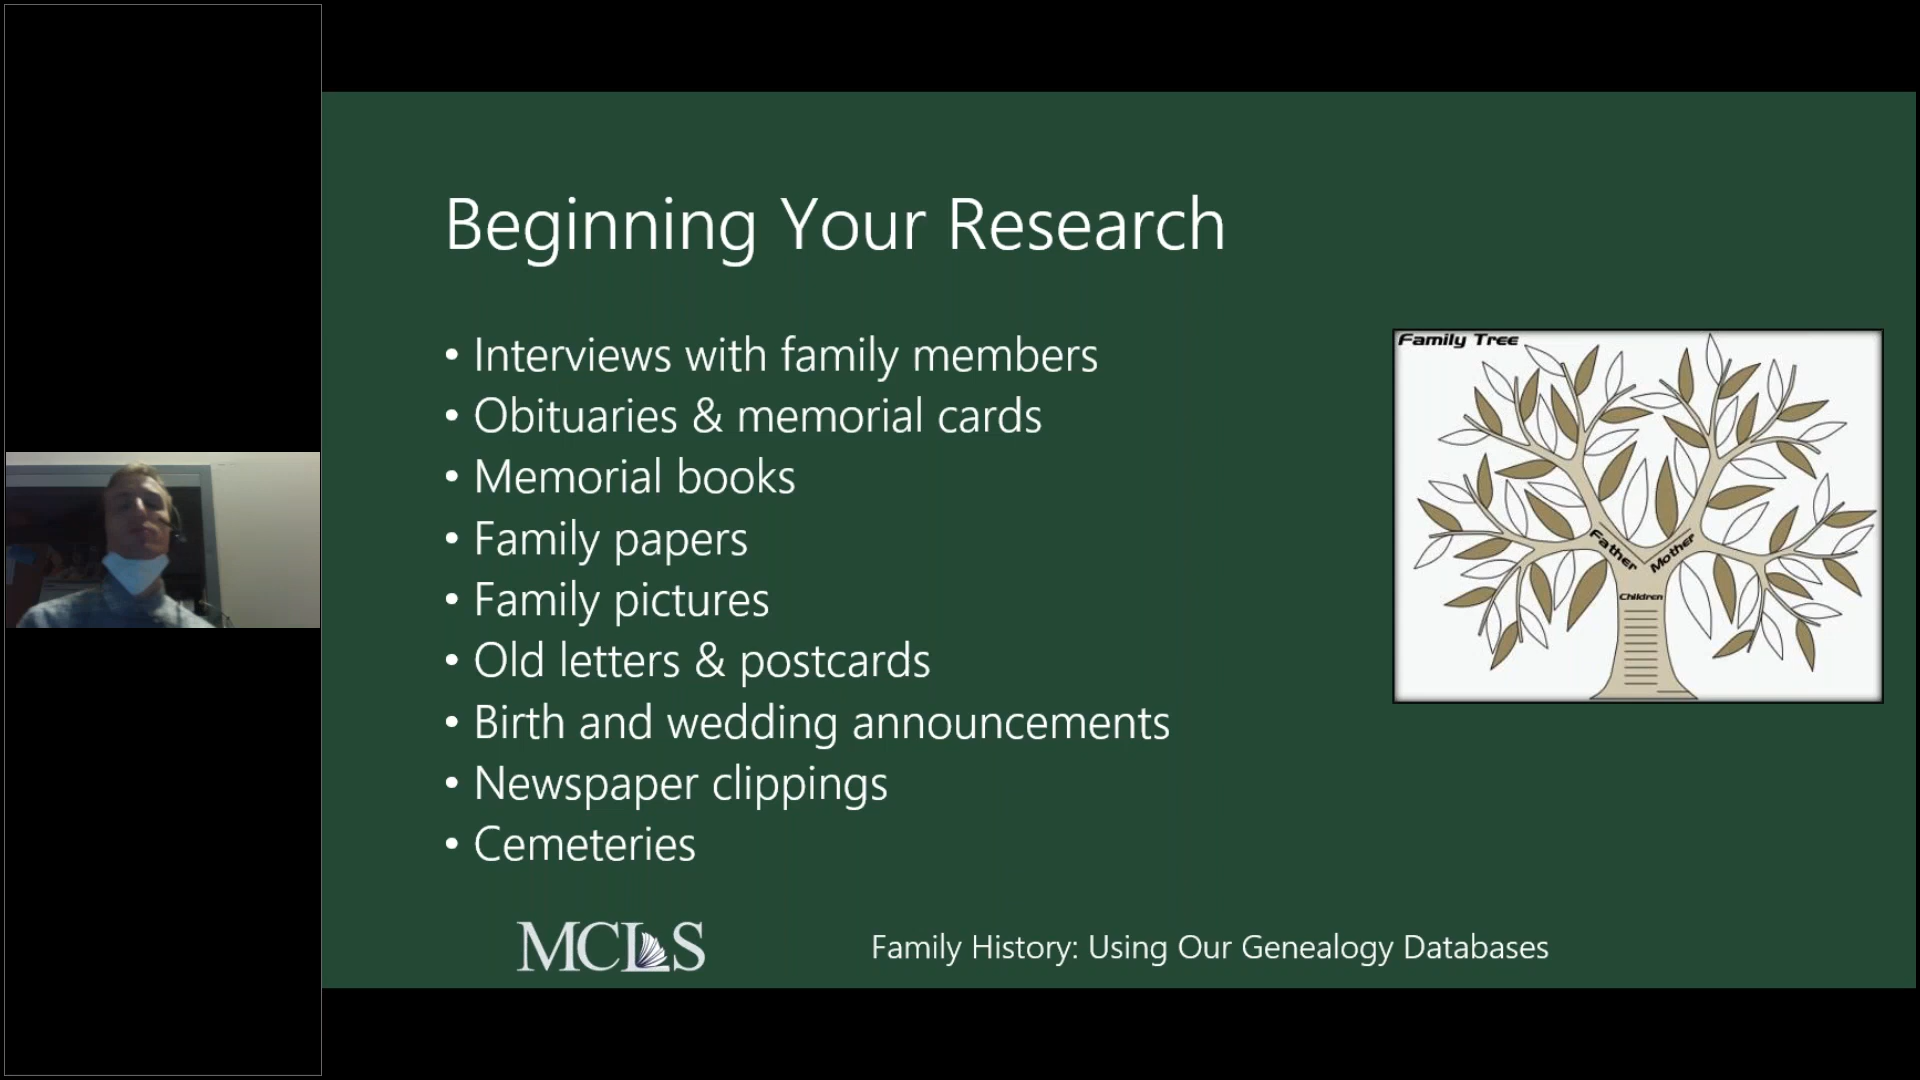 Beginning Your Research
• Interviews with family members
• Obituaries & memorial cards
• Memorial books
• Family papers
• Family pictures
• Old letters & postcards
• Birth and wedding announcements
• Newspaper clippings
• Cemeteries
Family Tree
Father
Mother
Children
MCLS
Family History: Using Our Genealogy Databases